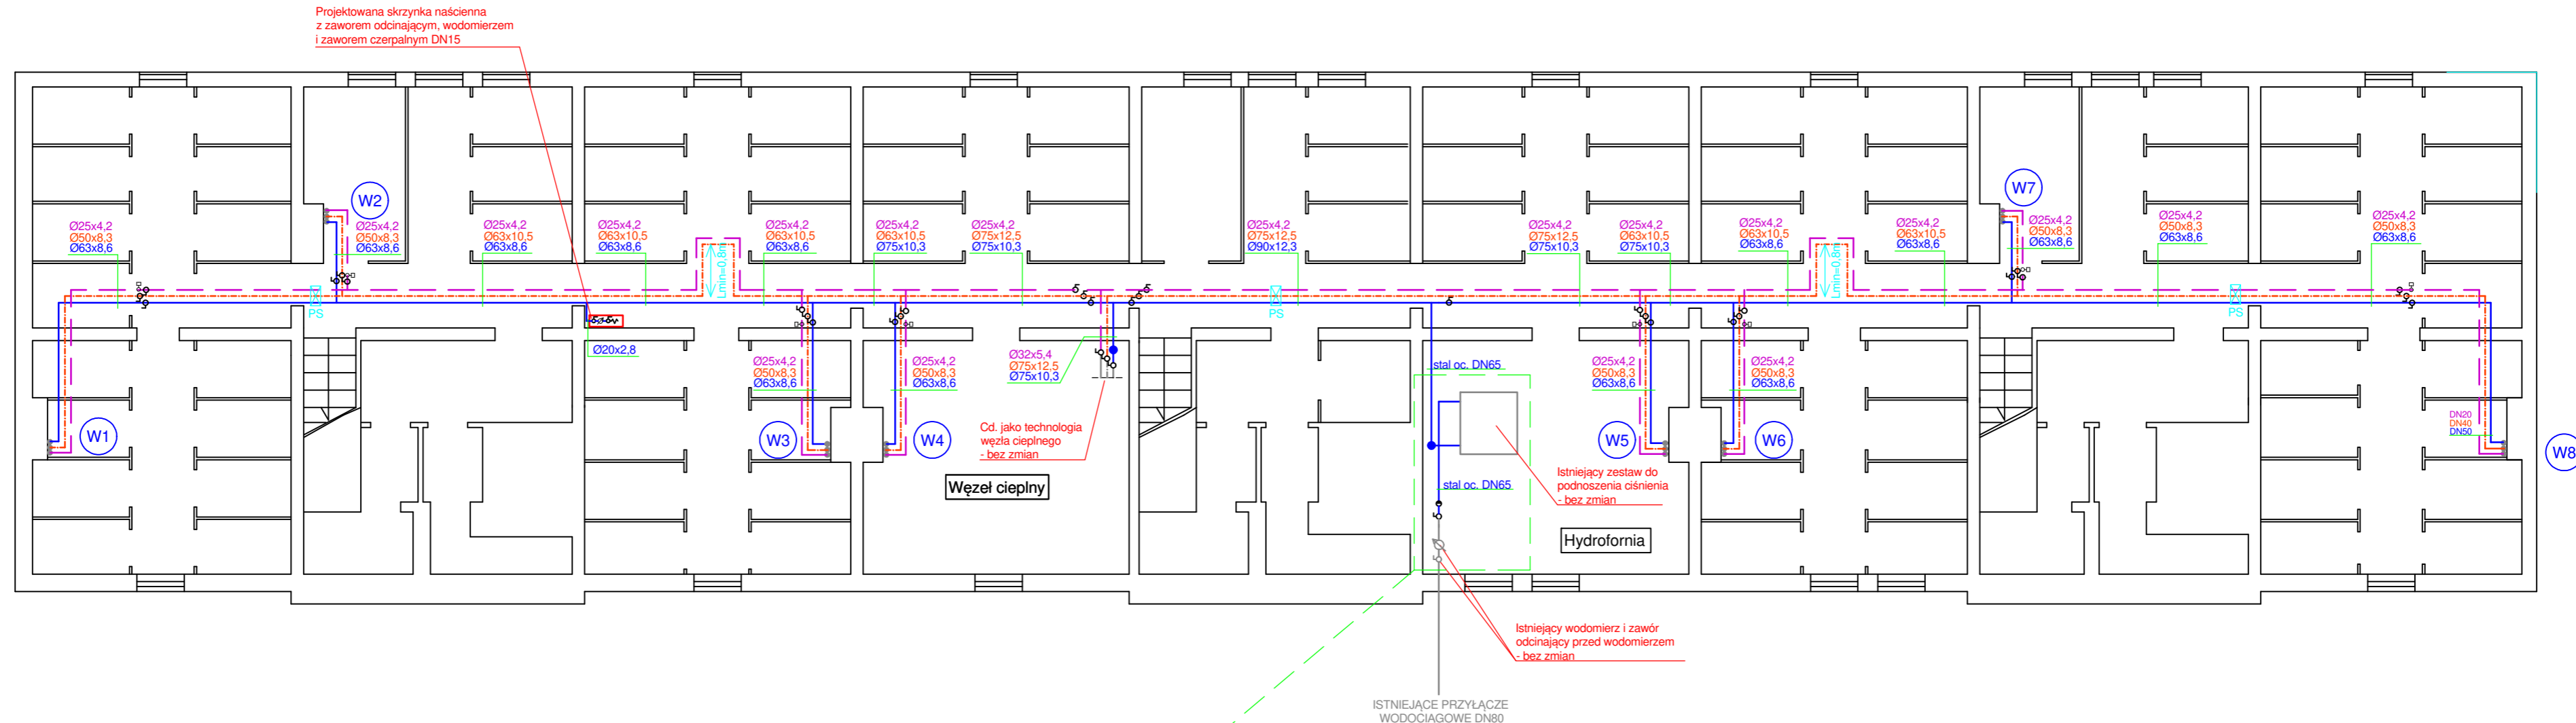 Projektowana skrzynka naścienna
z zaworem odcinającym, wodomierzem
i zaworem czerpalnym DN15
W2
W7
Ø25x4,2
Ø50x8,3
Ø63x8,6
Ø25x4,2
Ø50x8,3
Ø63x8,6
Ø25x4,2
Ø63x10,5
Ø63x8,6
Ø25x4,2
Ø63x10,5
Ø63x8,6
Lmin=0,8m
Ø25x4,2
Ø63x10,5
Ø63x8,6
Ø25x4,2
Ø63x10,5
Ø75x10,3
Ø25x4,2
Ø75x12,5
Ø75x10,3
Ø25x4,2
Ø75x12,5
Ø90x12,3
Ø25x4,2
Ø75x12,5
Ø75x10,3
Ø25x4,2
Ø63x10,5
Ø75x10,3
Ø25x4,2
Ø63x10,5
Ø63x8,6
Lmin=0,8m
Ø25x4,2
Ø63x10,5
Ø63x8,6
Ø25x4,2
Ø50x8,3
Ø63x8,6
Ø25x4,2
Ø50x8,3
Ø63x8,6
Ø25x4,2
Ø50x8,3
Ø63x8,6
PS
PS
PS
Ø20x2,8
Ø25x4,2
Ø50x8,3
Ø63x8,6
Ø25x4,2
Ø50x8,3
Ø63x8,6
Ø32x5,4
Ø75x12,5
Ø75x10,3
stal oc. DN65
Ø25x4,2
Ø50x8,3
Ø63x8,6
Ø25x4,2
Ø50x8,3
Ø63x8,6
W1
W3
W4
Cd. jako technologia
węzła cieplnego
- bez zmian
W5
W6
DN20
DN40
DN50
W8
Węzeł cieplny
stal oc. DN65
Istniejący zestaw do
podnoszenia ciśnienia
- bez zmian
Hydrofornia
Istniejący wodomierz i zawór
odcinający przed wodomierzem
- bez zmian
ISTNIEJĄCE PRZYŁĄCZE
WODOCIĄGOWE DN80